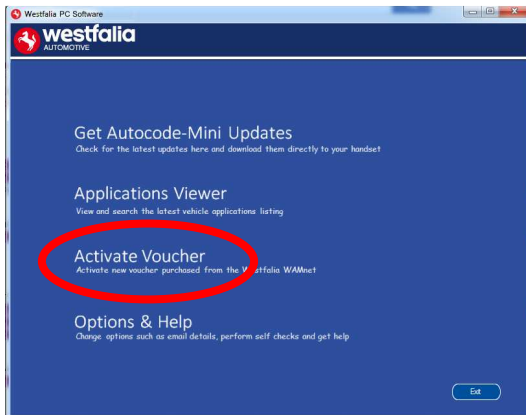 Westfalia PC Software
westfalia
AUTOMOTIVE
Get Autocode-Mini Updates
Check for the latest updates here and download them directly to your handset
Applications Viewer
View and search the latest vehicle applications listing
Activate Voucher
Activate new voucher purchased from the Westfalia WAMnet
Options & Help
Change options such as email details, perform self checks and get help
Exit